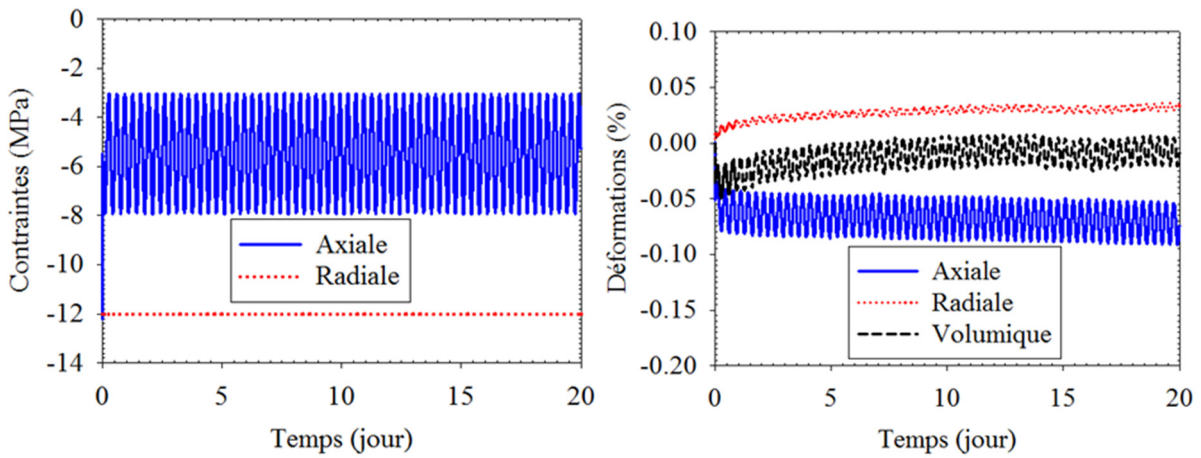 0
-2
-4
-6
-8
-10
-12
-14
Contraintes (MPa)
Axiale
Radiale
0 5 10 15 20
Temps (jour)
0.10
0.05
0.00
-0.05
-0.10
-0.15
-0.20
Déformations (%)
Axiale
Radiale
Volumique
0 5 10 15 20
Temps (jour)